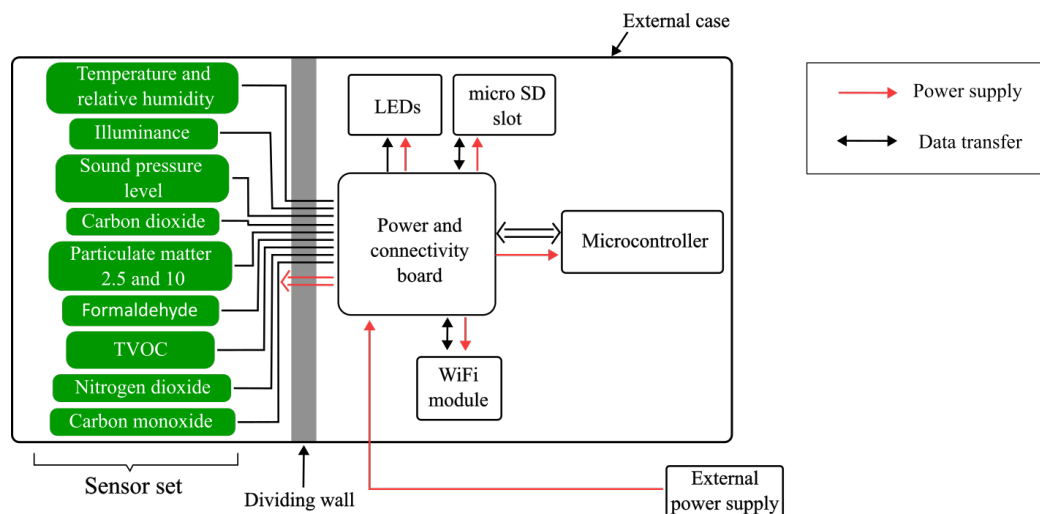 External case
Temperature and
relative humidity
Illuminance
Sound pressure
level
Carbon dioxide
Particulate matter
2.5 and 10
Formaldehyde
TVOC
Nitrogen dioxide
Carbon monoxide
Sensor set
Dividing wall
LEDs
micro SD
slot
Power and
connectivity
board
Microcontroller
WiFi
module
External
power supply
Power supply
Data transfer